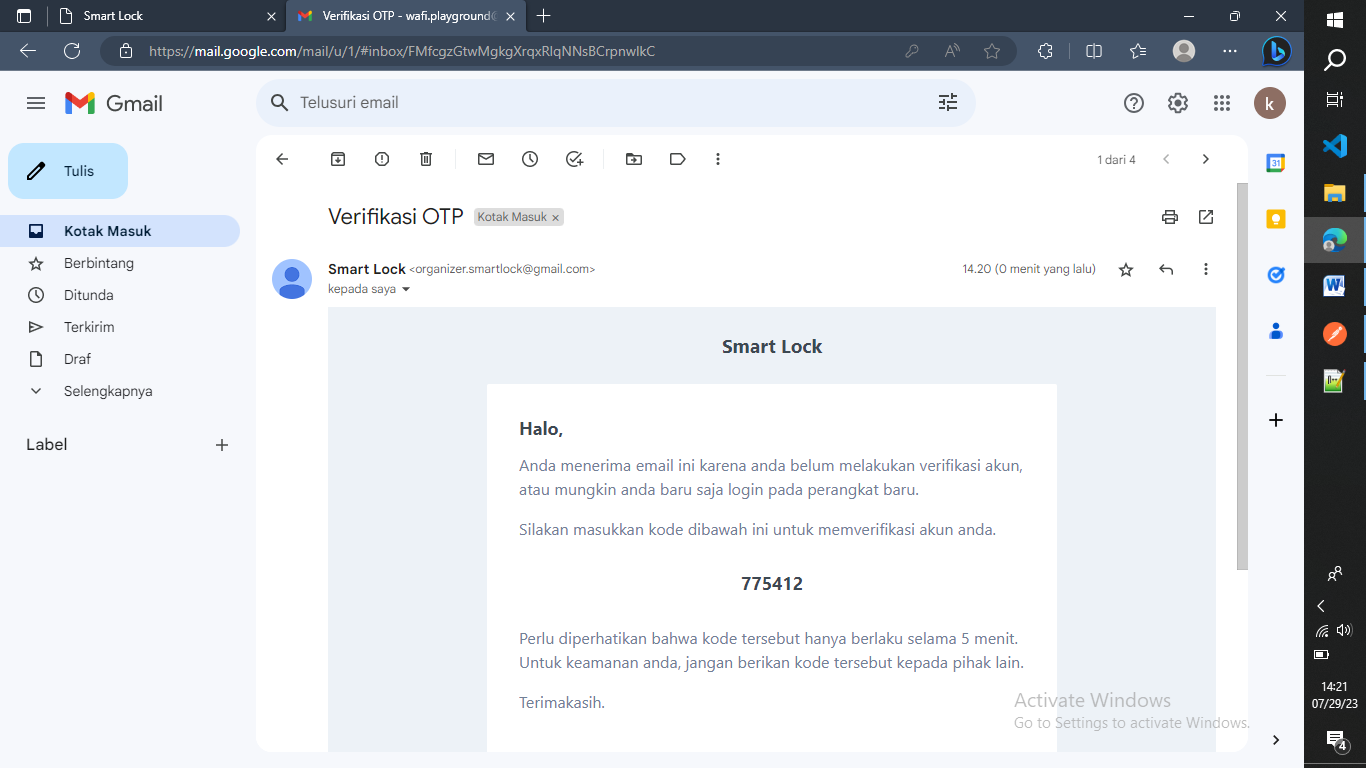 Smart Lock
Verifikasi OTP - wafi.playground@
https://mail.google.com/mail/u/1/#inbox/FMfcgzGtwMgkgXrqxRlqNNsBCrpnwlkC
Gmail
Telusuri email
k
Tulis
1 dari 4
31
Kotak Masuk
Berbintang
Ditunda
Terkirim
Draf
Selengkapnya
Label
Verifikasi OTP
Kotak Masuk ×
Smart Lock <organizer.smartlock@gmail.com>
14.20 (0 menit yang lalu)
kepada saya
Smart Lock
Halo,
Anda menerima email ini karena anda belum melakukan verifikasi akun,
atau mungkin anda baru saja login pada perangkat baru.
Silakan masukkan kode dibawah ini untuk memverifikasi akun anda.
775412
Perlu diperhatikan bahwa kode tersebut hanya berlaku selama 5 menit.
Untuk keamanan anda, jangan berikan kode tersebut kepada pihak lain.
Terimakasih.
Activate Windows
Go to Settings to activate Windows.
14:21
07/29/23
4